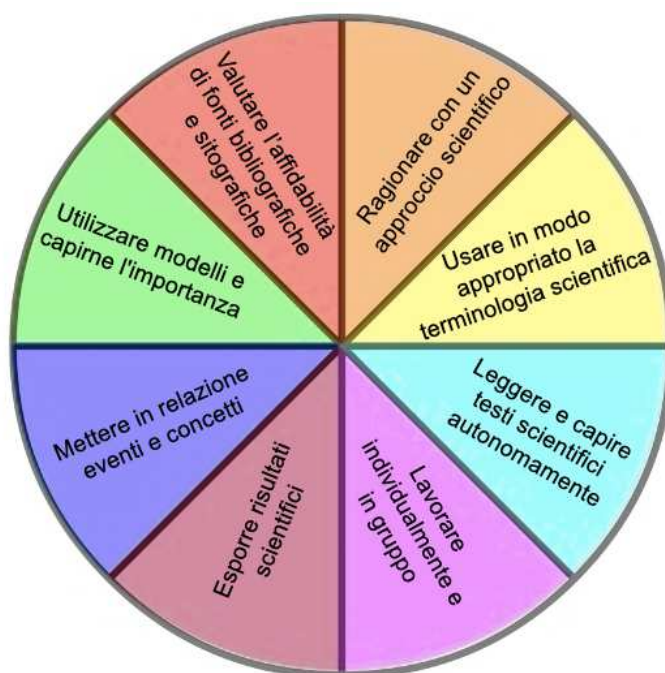 Valutare l'affidabilità
di fonti bibliografiche
e sitografiche
Ragionare con un
approccio scientifico
Usare in modo
appropriato la
terminologia scientifica
Leggere e capire
testi scientifici
autonomamente
Lavorare
individualmente e
in gruppo
Esporre risultati
scientifici
Mettere in relazione
eventi e concetti
Utilizzare modelli e
capirne l'importanza